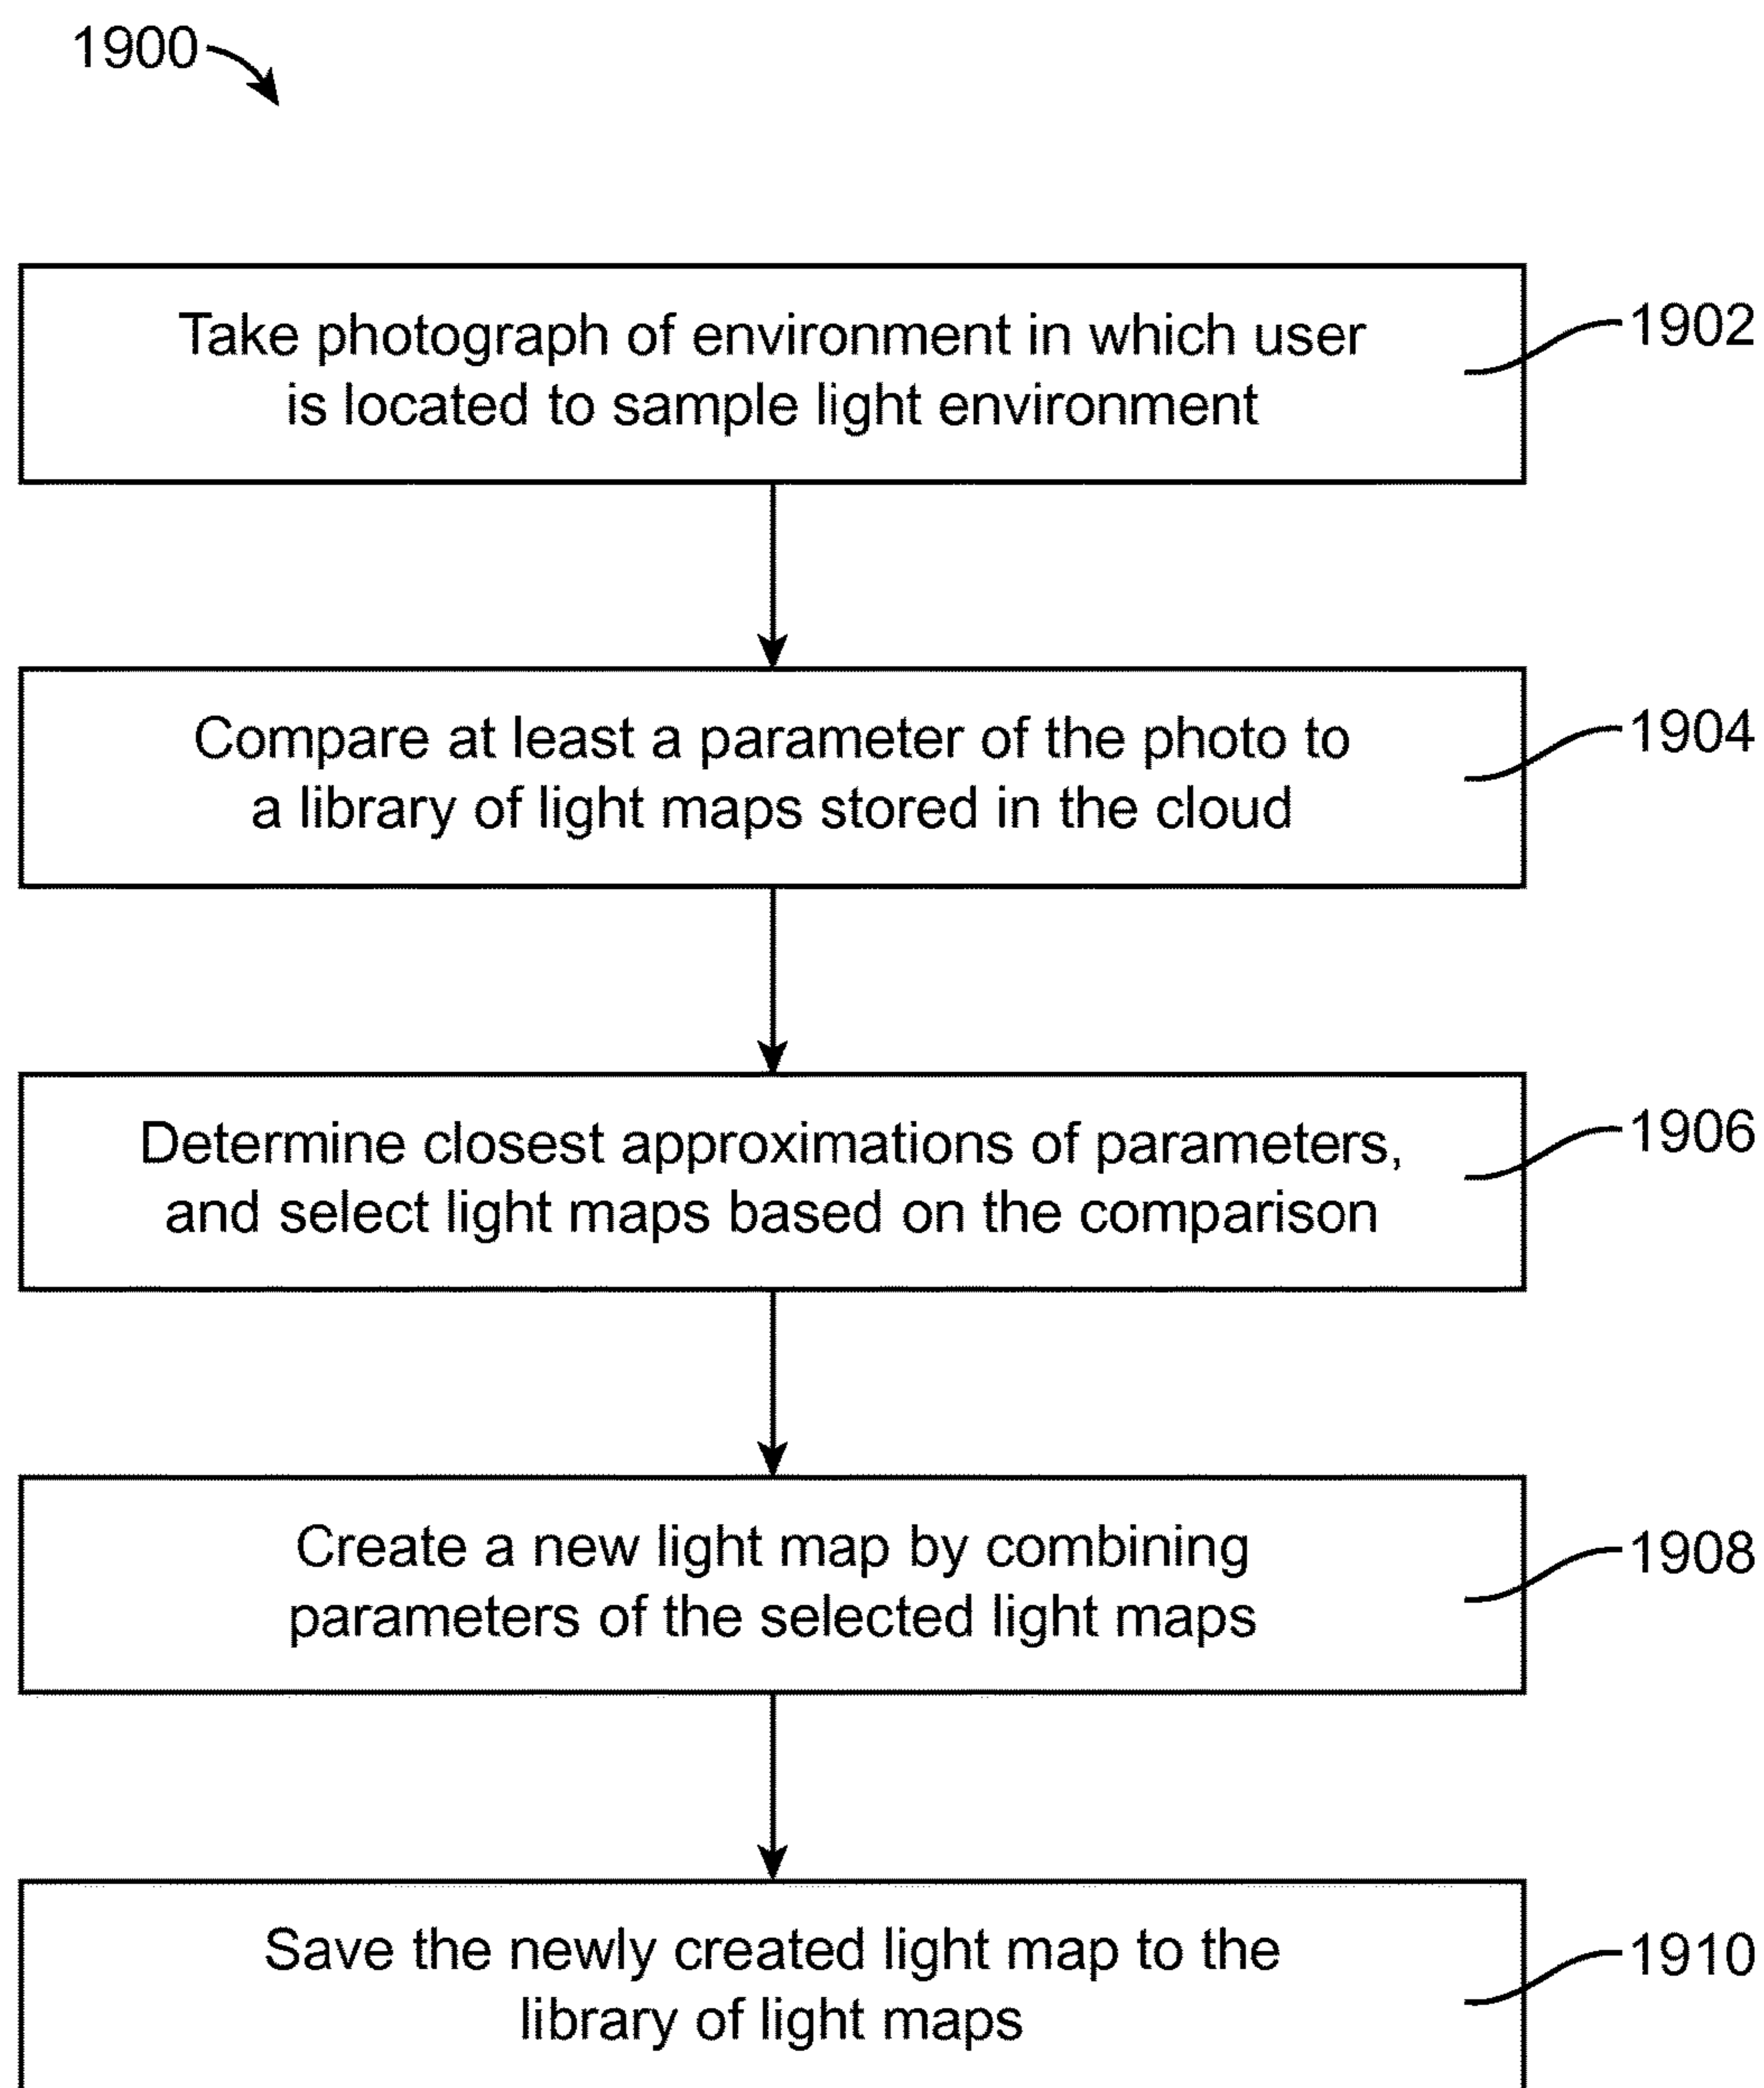 1900
Take photograph of environment in which user
is located to sample light environment
1902
Compare at least a parameter of the photo to
a library of light maps stored in the cloud
1904
Determine closest approximations of parameters,
and select light maps based on the comparison
1906
Create a new light map by combining
parameters of the selected light maps
1908
Save the newly created light map to the
library of light maps
1910